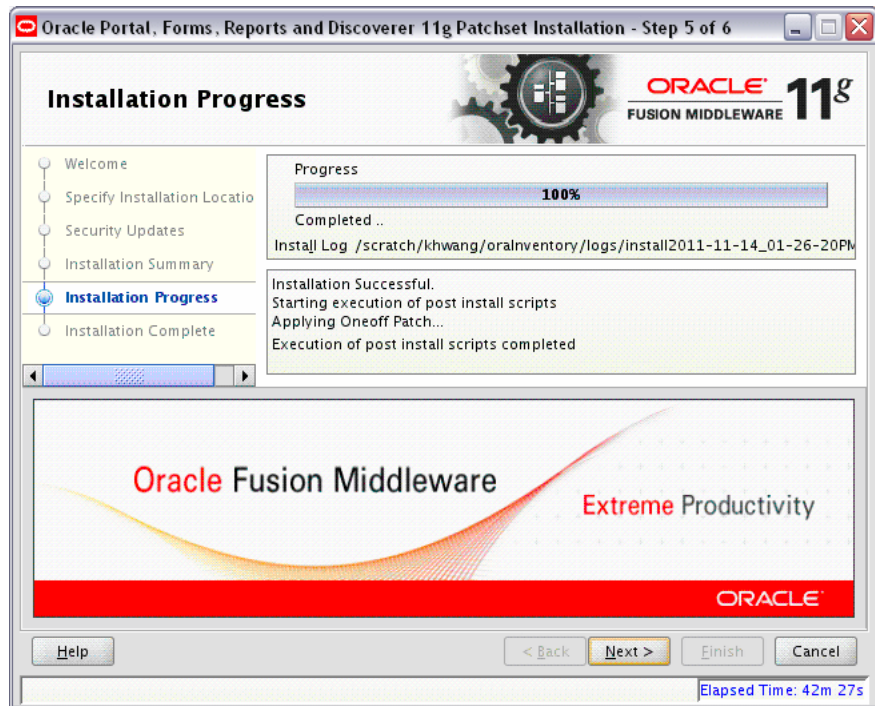 Oracle Portal, Forms, Reports and Discoverer 11g Patchset Installation - Step 5 of 6
Installation Progress
ORACLE
FUSION MIDDLEWARE
11g
Welcome
Specify Installation Locatio
Security Updates
Installation Summary
Installation Progress
Installation Complete
Progress
100%
Completed ..
Install Log /scratch/khwang/oraInventory/logs/install2011-11-14_01-26-20PM
Installation Successful.
Starting execution of post install scripts
Applying Oneoff Patch...
Execution of post install scripts completed
Oracle Fusion Middleware
Extreme Productivity
ORACLE
Help
< Back
Next >
Finish
Cancel
Elapsed Time: 42m 27s